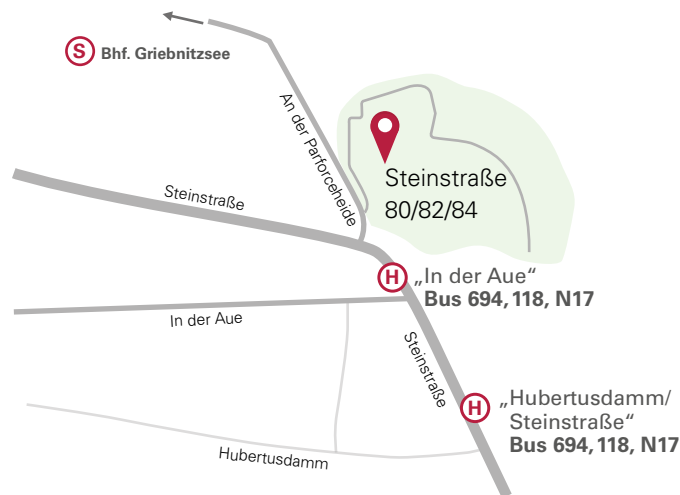 S Bhf. Griebnitzsee
An der Parforceheide
Steinstraße
80/82/84
Steinstraße
H „In der Aue“
Bus 694, 118, N17
In der Aue
Steinstraße
H „Hubertusdamm/
Steinstraße“
Bus 694, 118, N17
Hubertusdamm